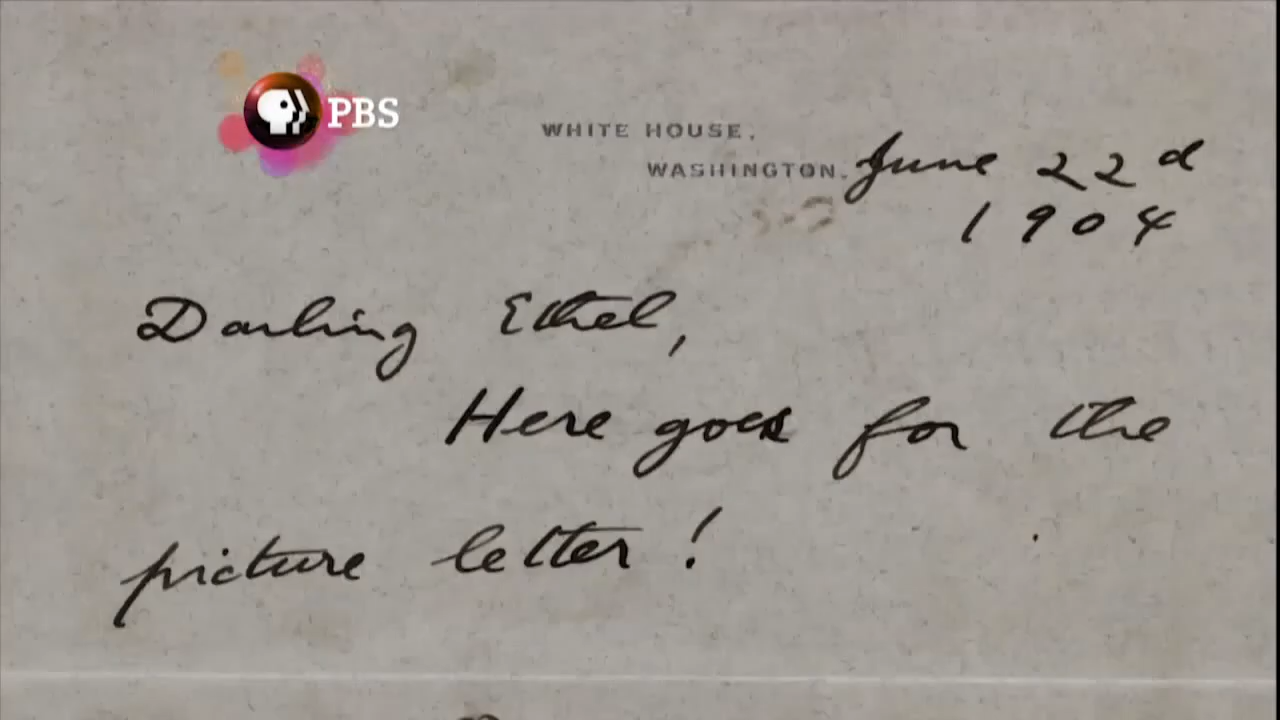 PBS
WHITE HOUSE,
WASHINGTON. June 22d
1904
Darling Ethel,
Here goes for the
picture letter!